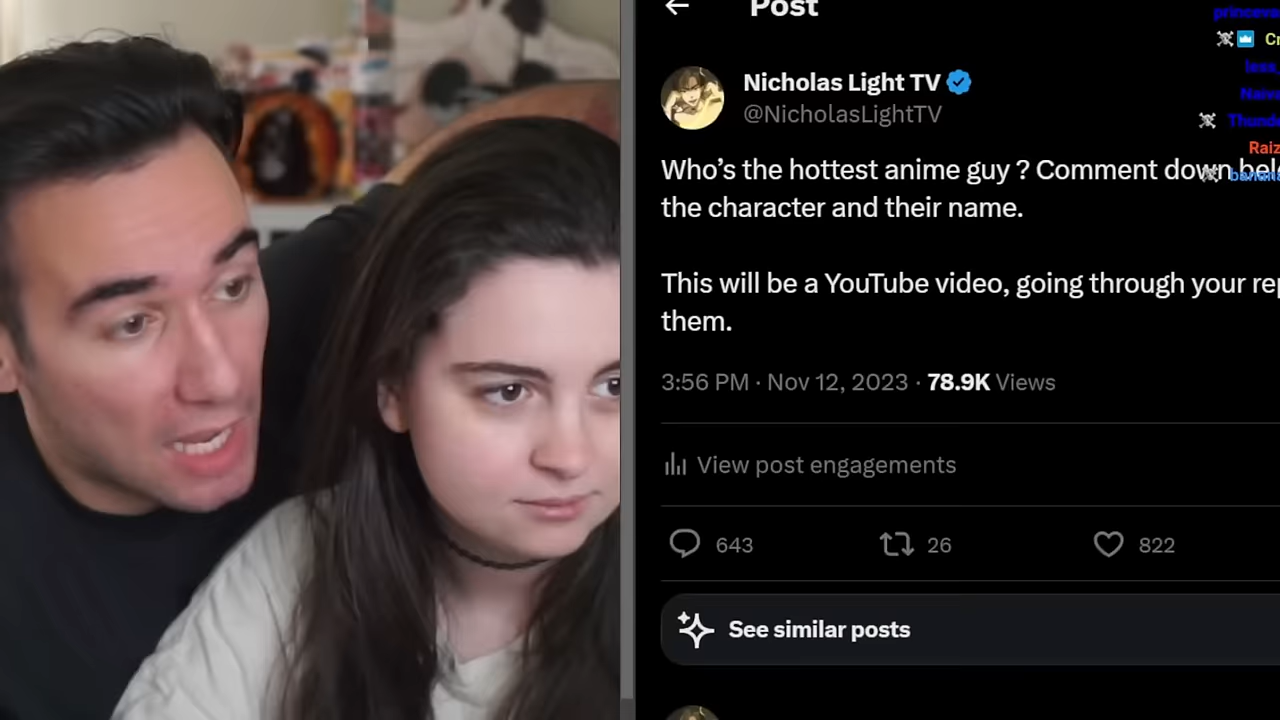 Post
Nicholas Light TV
@NicholasLightTV
Who's the hottest anime guy ? Comment down
the character and their name.
This will be a YouTube video, going through your
them.
3:56 PM · Nov 12, 2023 · 78.9K Views
View post engagements
643 26 822
See similar posts